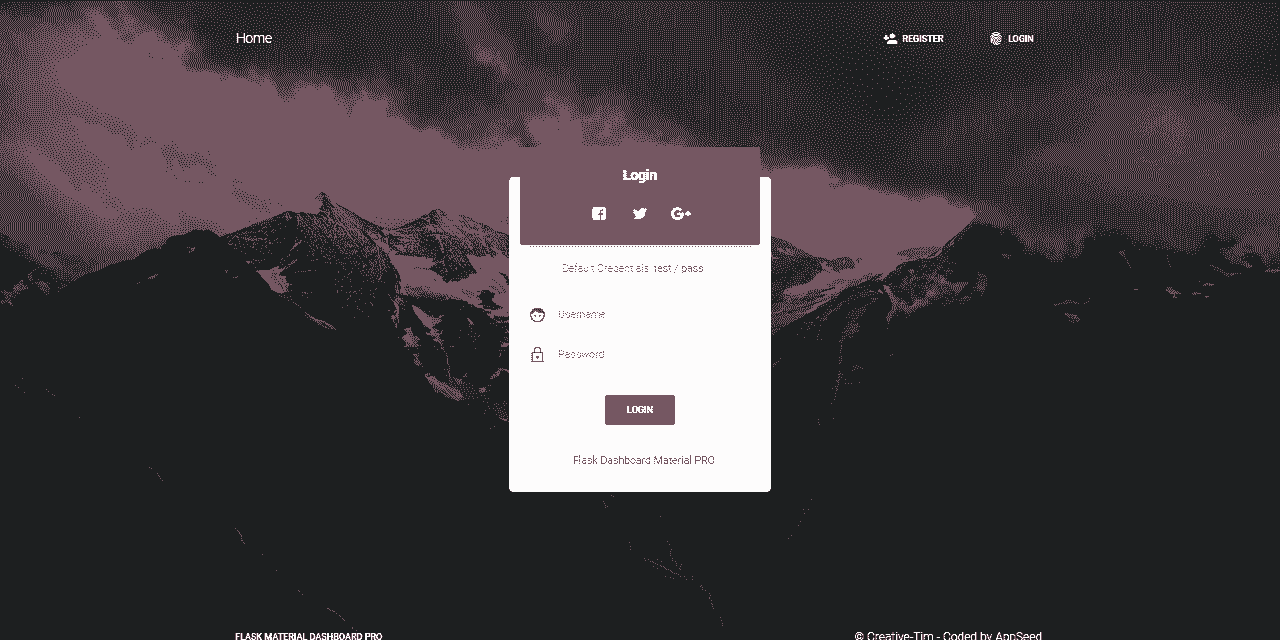 Home
REGISTER
LOGIN
Login
Default Credentials: test / pass
Username
Password
LOGIN
Flask Dashboard Material PRO
FLASK MATERIAL DASHBOARD PRO
© Creative-Tim - Coded by AppSeed